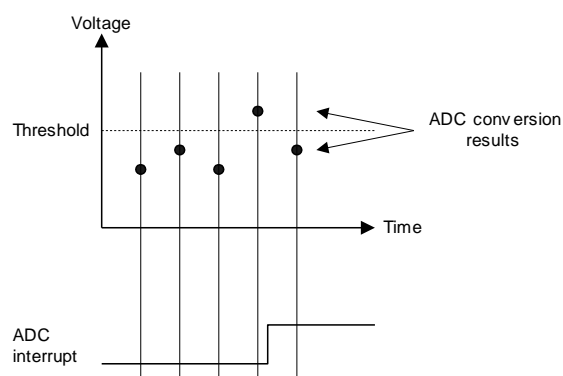 Voltage
Threshold
ADC conversion
results
Time
ADC
interrupt